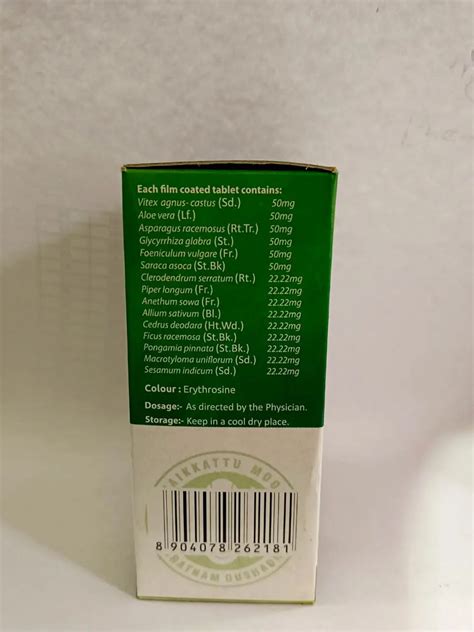 Each film coated tablet contains:
Vitex agnus- castus (Sd.) 50mg
Aloe vera (Lf.) 50mg
Asparagus racemosus (Rt.Tr.) 50mg
Glycyrrhiza glabra (St.) 50mg
Foeniculum vulgare (Fr.) 50mg
Saraca asoca (St.Bk) 50mg
Clerodendrum serratum (Rt.) 22.22mg
Piper longum (Fr.) 22.22mg
Anethum sowa (Fr.) 22.22mg
Allium sativum (Bl.) 22.22mg
Cedrus deodara (Ht.Wd.) 22.22mg
Ficus racemosa (St.Bk.) 22.22mg
Pongamia pinnata (St.Bk.) 22.22mg
Macrotyloma uniflorum (Sd.) 22.22mg
Sesamum indicum (Sd.) 22.22mg
Colour : Erythrosine
Dosage:- As directed by the Physician.
Storage:- Keep in a cool dry place.
AIKKATTU MOO
8 904078 262181
RATNAM OUSHADH